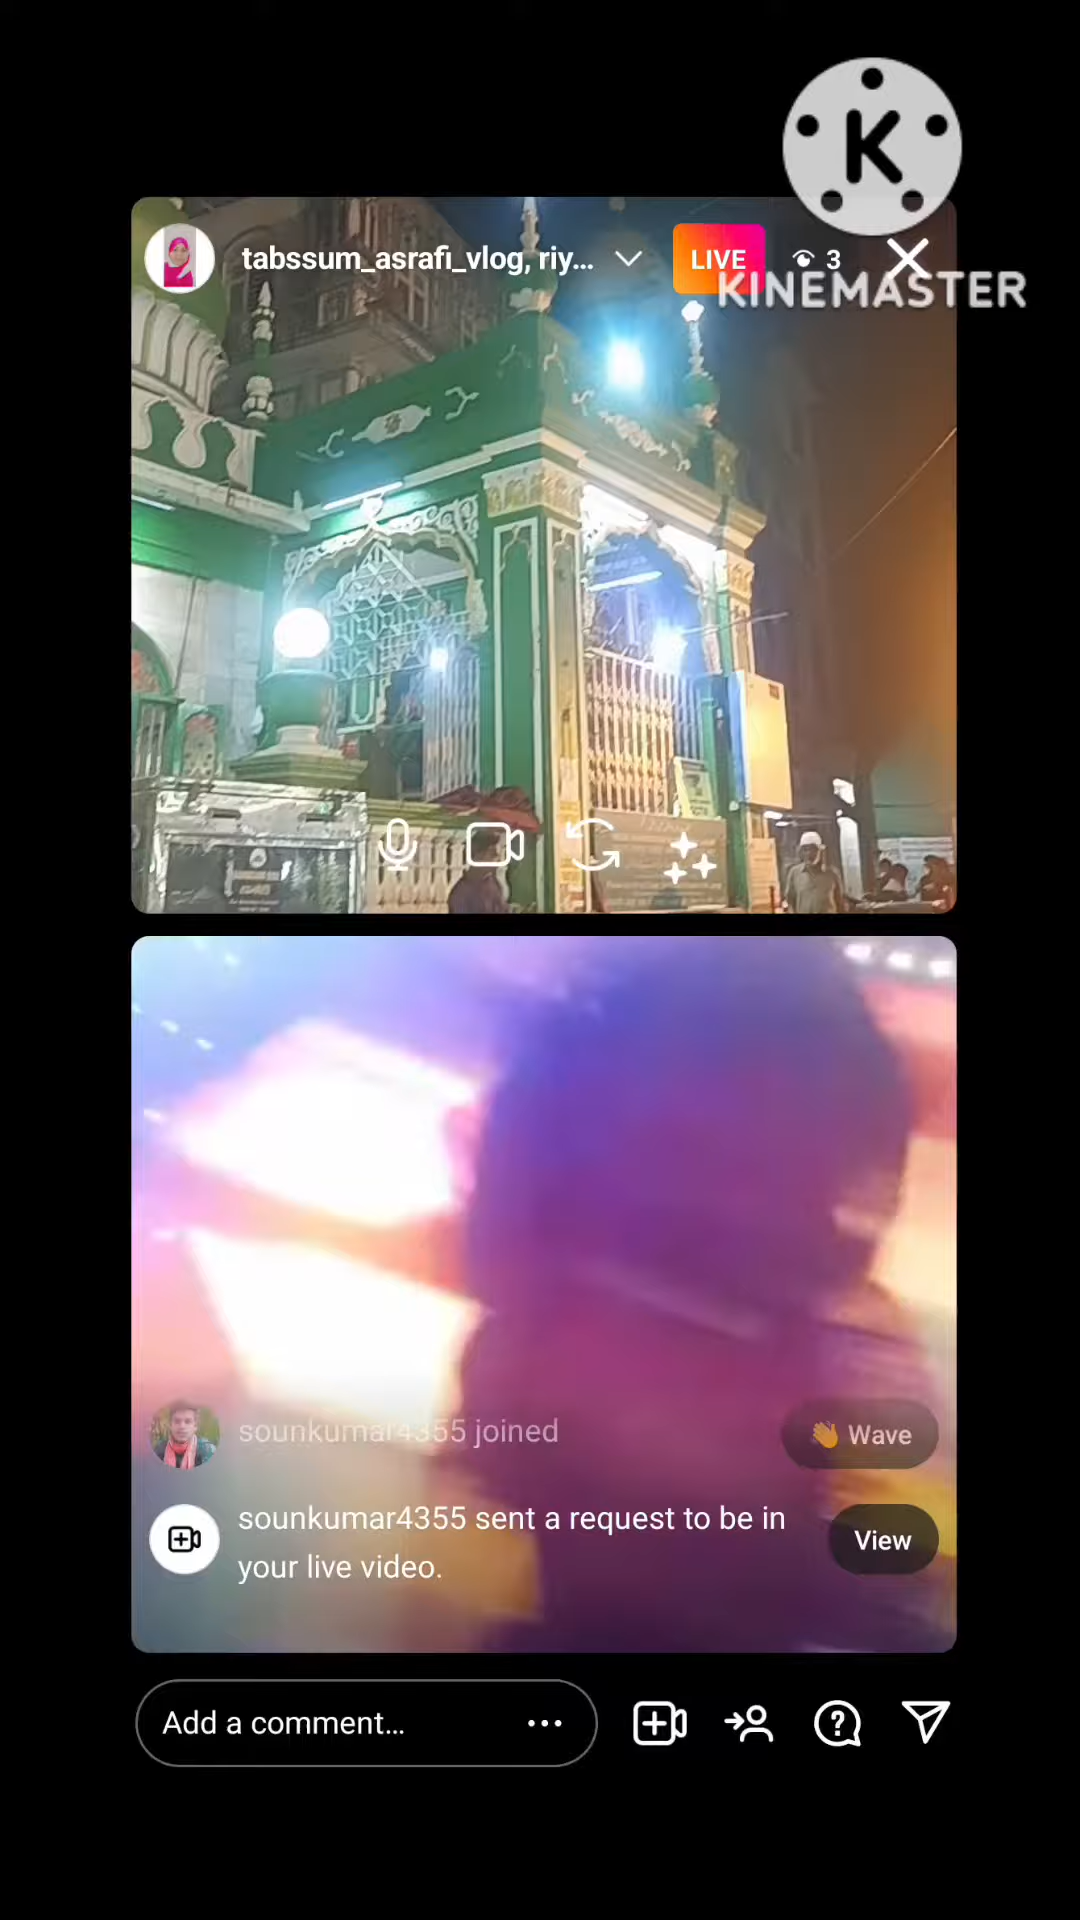 K
KINEMASTER
tabssum_asrafi_vlog, riy...
LIVE
3
sounkumar4355 joined
👋 Wave
sounkumar4355 sent a request to be in
your live video.
View
Add a comment...